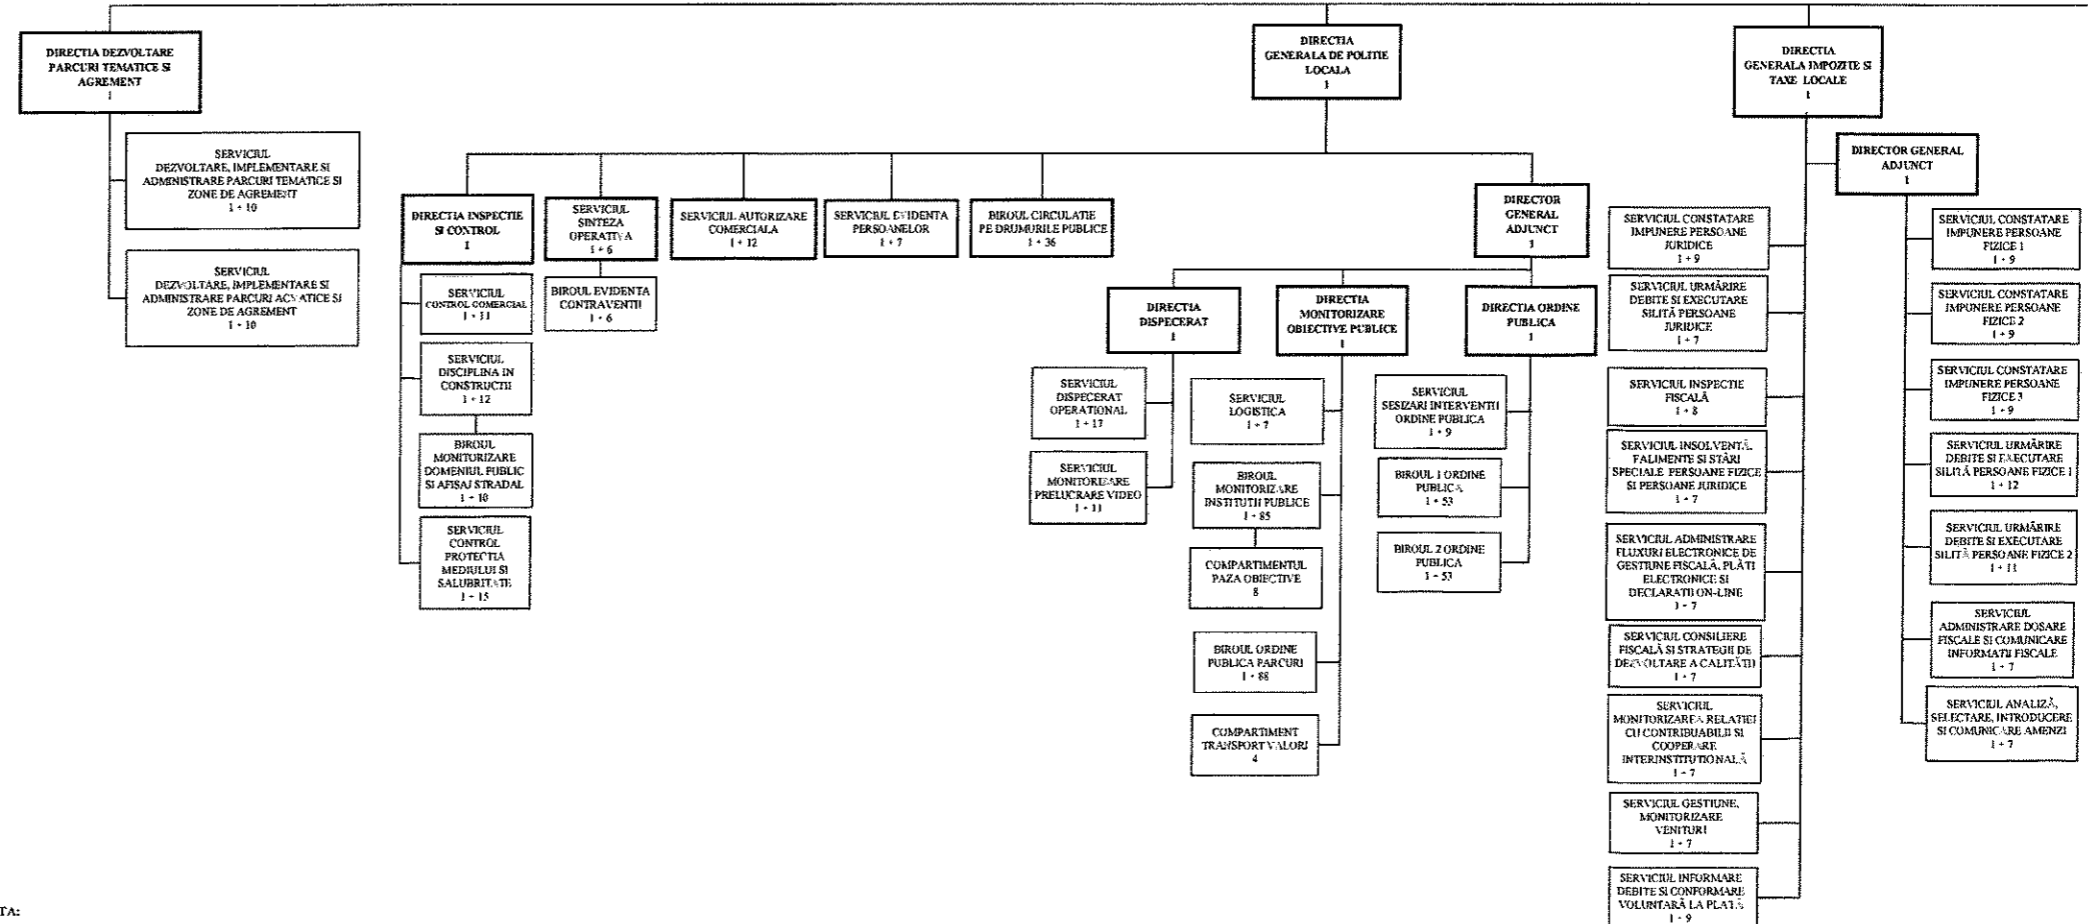 DIRECTIA DEZVOLTARE
PARCURI TEMATICE SI
AGREMENT
1
SERVICIUL
DEZVOLTARE, IMPLEMENTARE SI
ADMINISTRARE PARCURI TEMATICE SI
ZONE DE AGREMENT
1 + 10
SERVICIUL
DEZVOLTARE, IMPLEMENTARE SI
ADMINISTRARE PARCURI ACVATICE SI
ZONE DE AGREMENT
1 + 10
DIRECTIA
GENERALA DE POLITIE
LOCALA
1
DIRECTIA INSPECTIE
SI CONTROL
1
SERVICIUL
CONTROL COMERCIAL
1 + 11
SERVICIUL
DISCIPLINA IN
CONSTRUCTII
1 + 12
BIROUL
MONITORIZARE
DOMENIUL PUBLIC
SI AFISAJ STRADAL
1 + 10
SERVICIUL
CONTROL
PROTECTIA
MEDIULUI SI
SALUBRITATE
1 + 15
SERVICIUL
SINTEZA
OPERATIVA
1 + 6
BIROUL EVIDENTA
CONTRAVENTII
1 + 6
SERVICIUL AUTORIZARE
COMERCIALA
1 + 12
SERVICIUL EVIDENTA
PERSOANELOR
1 + 7
BIROUL CIRCULATIE
PE DRUMURILE PUBLICE
1 + 36
DIRECTOR
GENERAL
ADJUNCT
1
DIRECTIA
DISPECERAT
1
SERVICIUL
DISPECERAT
OPERATIONAL
1 + 17
SERVICIUL
MONITORIZARE
PRELUCRARE VIDEO
1 + 11
DIRECTIA
MONITORIZARE
OBIECTIVE PUBLICE
1
SERVICIUL
LOGISTICA
1 + 7
BIROUL
MONITORIZARE
INSTITUTII PUBLICE
1 + 85
COMPARTIMENTUL
PAZA OBIECTIVE
8
BIROUL ORDINE
PUBLICA PARCURI
1 + 88
COMPARTIMENT
TRANSPORT VALORI
4
DIRECTIA ORDINE
PUBLICA
1
SERVICIUL
SESIZARI INTERVENTII
ORDINE PUBLICA
1 + 9
BIROUL 1 ORDINE
PUBLICA
1 + 53
BIROUL 2 ORDINE
PUBLICA
1 + 53
DIRECTIA
GENERALA IMPOZITE SI
TAXE LOCALE
1
SERVICIUL CONSTATARE
IMPUNERE PERSOANE
JURIDICE
1 + 9
SERVICIUL URMĂRIRE
DEBITE SI EXECUTARE
SILITĂ PERSOANE
JURIDICE
1 + 7
SERVICIUL INSPECTIE
FISCALĂ
1 + 8
SERVICIUL INSOLVENTĂ,
FALIMENTE SI STĂRI
SPECIALE PERSOANE FIZICE
SI PERSOANE JURIDICE
1 + 7
SERVICIUL ADMINISTRARE
FLUXURI ELECTRONICE DE
GESTIUNE FISCALĂ, PLĂTI
ELECTRONICE SI
DECLARATII ON-LINE
1 + 7
SERVICIUL CONSILIERE
FISCALĂ SI STRATEGII DE
DEZVOLTARE A CALITĂTII
1 + 7
SERVICIUL
MONITORIZAREA RELATIEI
CU CONTRIBUABILII SI
COOPERARE
INTERINSTITUTIONALĂ
1 + 7
SERVICIUL GESTIUNE,
MONITORIZARE
VENITURI
1 + 7
SERVICIUL INFORMARE
DEBITE SI CONFORMARE
VOLUNTARĂ LA PLATĂ
1 + 9
DIRECTOR GENERAL
ADJUNCT
1
SERVICIUL CONSTATARE
IMPUNERE PERSOANE
FIZICE 1
1 + 9
SERVICIUL CONSTATARE
IMPUNERE PERSOANE
FIZICE 2
1 + 9
SERVICIUL CONSTATARE
IMPUNERE PERSOANE
FIZICE 3
1 + 9
SERVICIUL URMĂRIRE
DEBITE SI EXECUTARE
SILITĂ PERSOANE FIZICE 1
1 + 12
SERVICIUL URMĂRIRE
DEBITE SI EXECUTARE
SILITĂ PERSOANE FIZICE 2
1 + 11
SERVICIUL
ADMINISTRARE DOSARE
FISCALE SI COMUNICARE
INFORMATII FISCALE
1 + 7
SERVICIUL ANALIZĂ,
SELECTARE, INTRODUCERE
SI COMUNICARE AMENZI
1 + 7
TA: